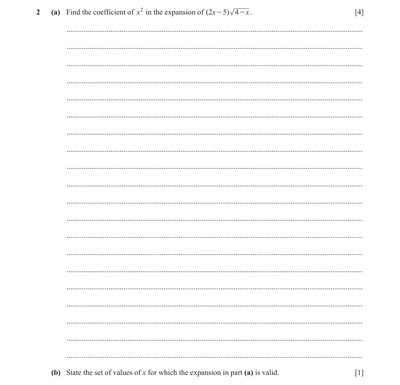 2 (a) Find the coefficient of x² in the expansion of (2x−5)√(4−x). [4]
(b) State the set of values of x for which the expansion in part (a) is valid. [1]